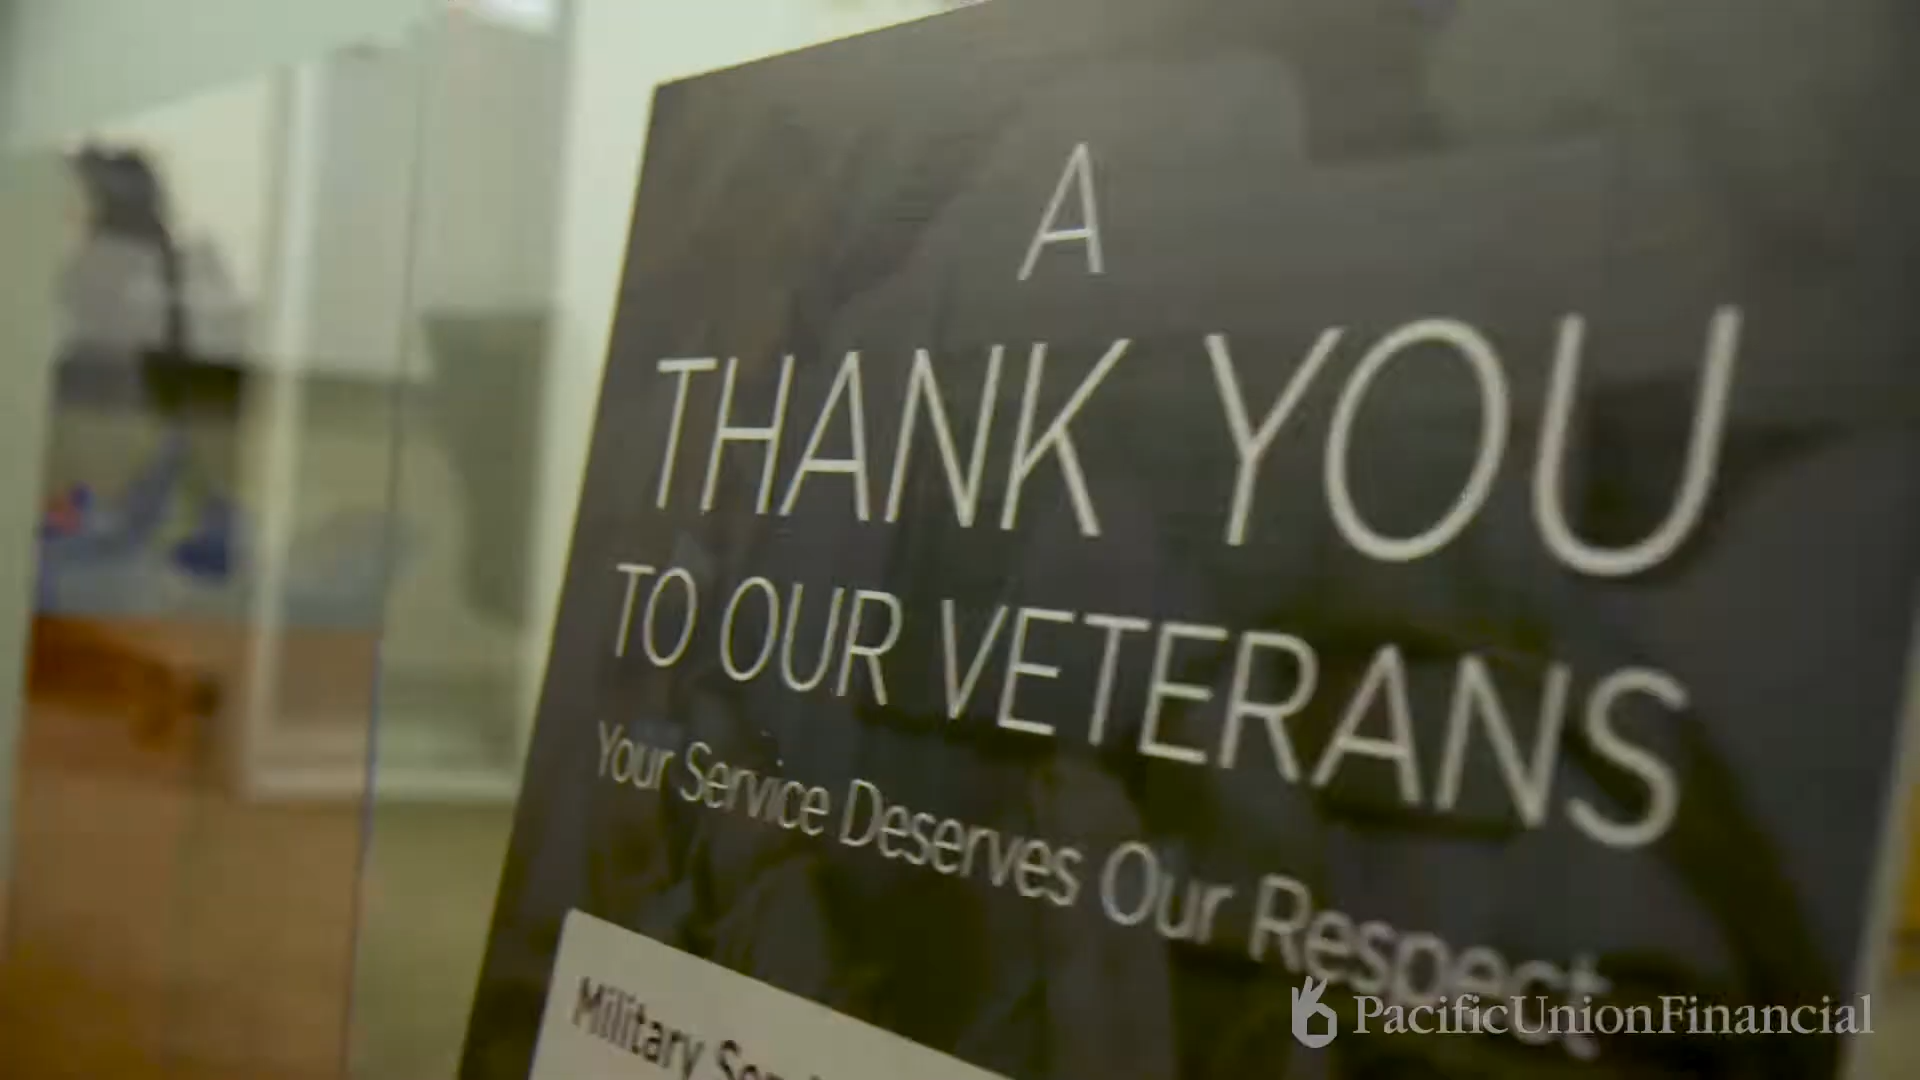 A
THANK YOU
TO OUR VETERANS
Your Service Deserves Our Respect
Military
PacificUnionFinancial